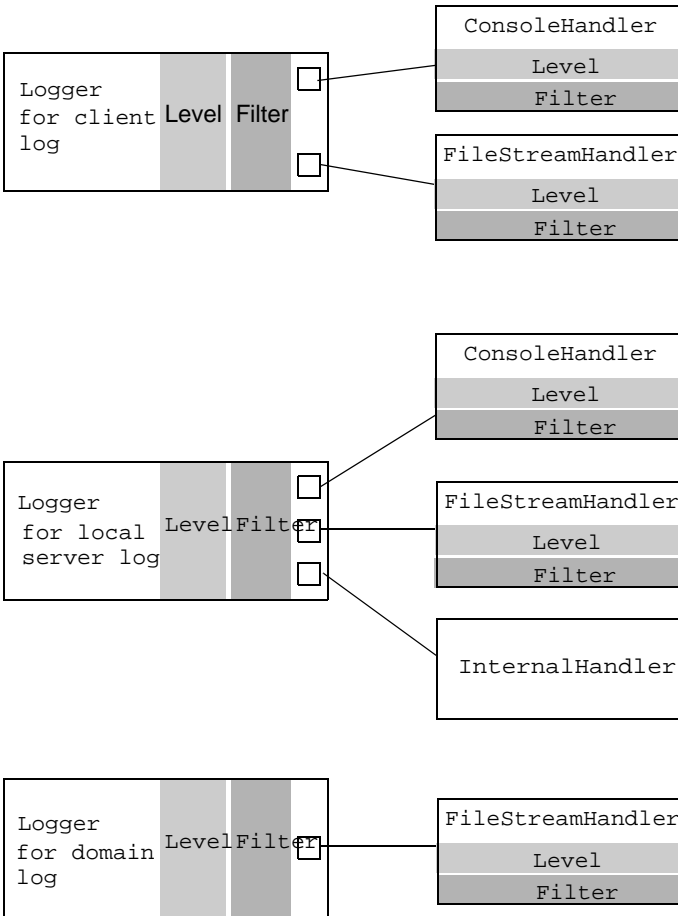 ConsoleHandler
Level
Filter
Logger
for client
log
Level
Filter
FileStreamHandler
Level
Filter
ConsoleHandler
Level
Filter
Logger
for local
server log
Level
Filter
FileStreamHandler
Level
Filter
InternalHandler
Logger
for domain
log
Level
Filter
FileStreamHandler
Level
Filter